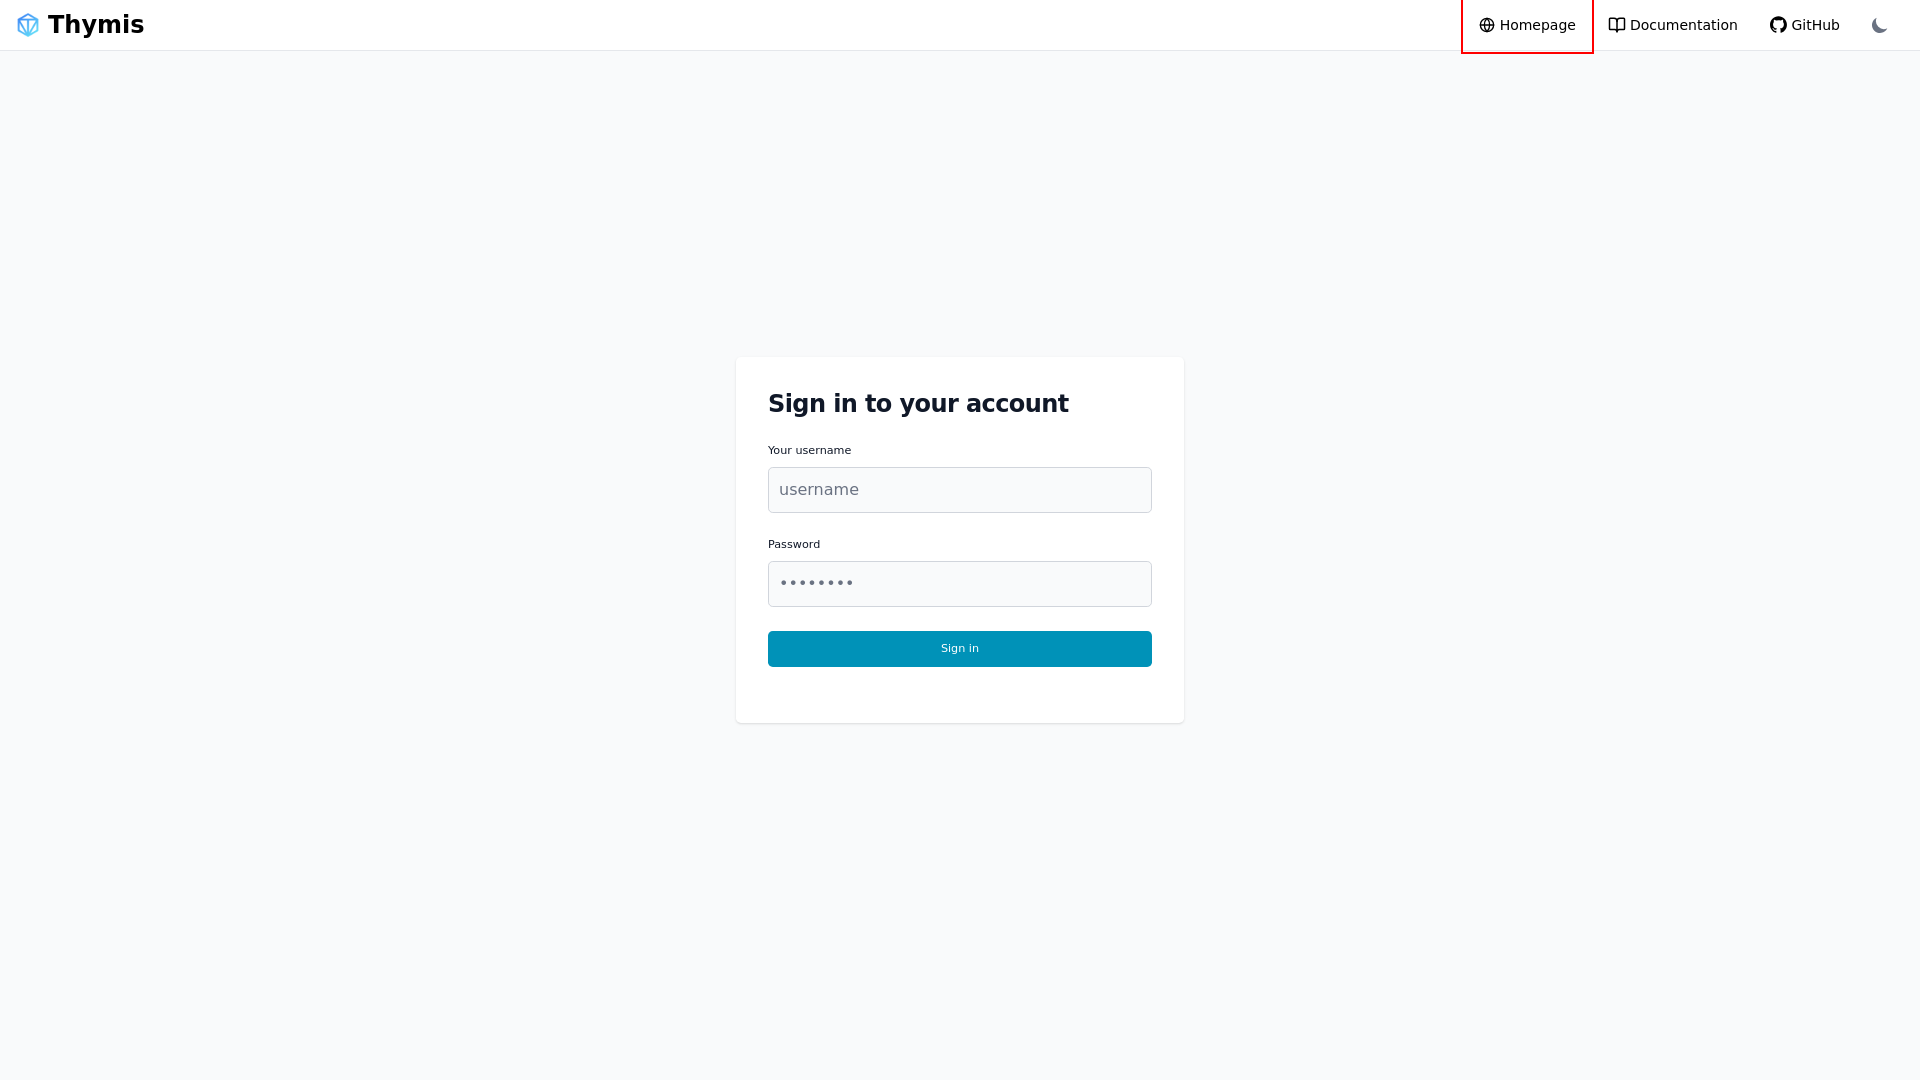 Thymis
Homepage
Documentation
GitHub
Sign in to your account
Your username
username
Password
••••••••
Sign in